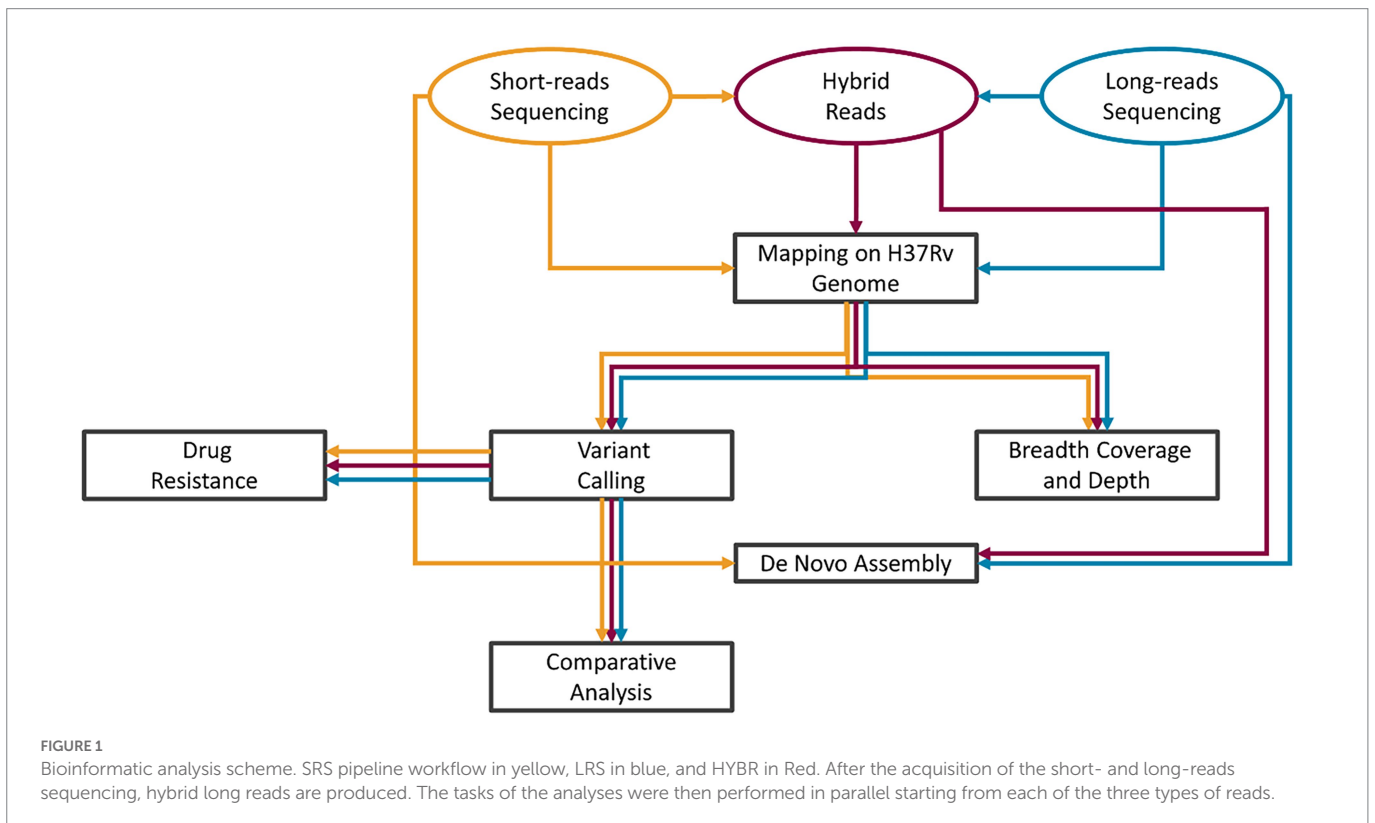 Short-reads
Sequencing
Hybrid
Reads
Long-reads
Sequencing
Mapping on H37Rv
Genome
Drug
Resistance
Variant
Calling
Breadth Coverage
and Depth
De Novo Assembly
Comparative
Analysis
FIGURE 1
Bioinformatic analysis scheme. SRS pipeline workflow in yellow, LRS in blue, and HYBR in Red. After the acquisition of the short- and long-reads
sequencing, hybrid long reads are produced. The tasks of the analyses were then performed in parallel starting from each of the three types of reads.